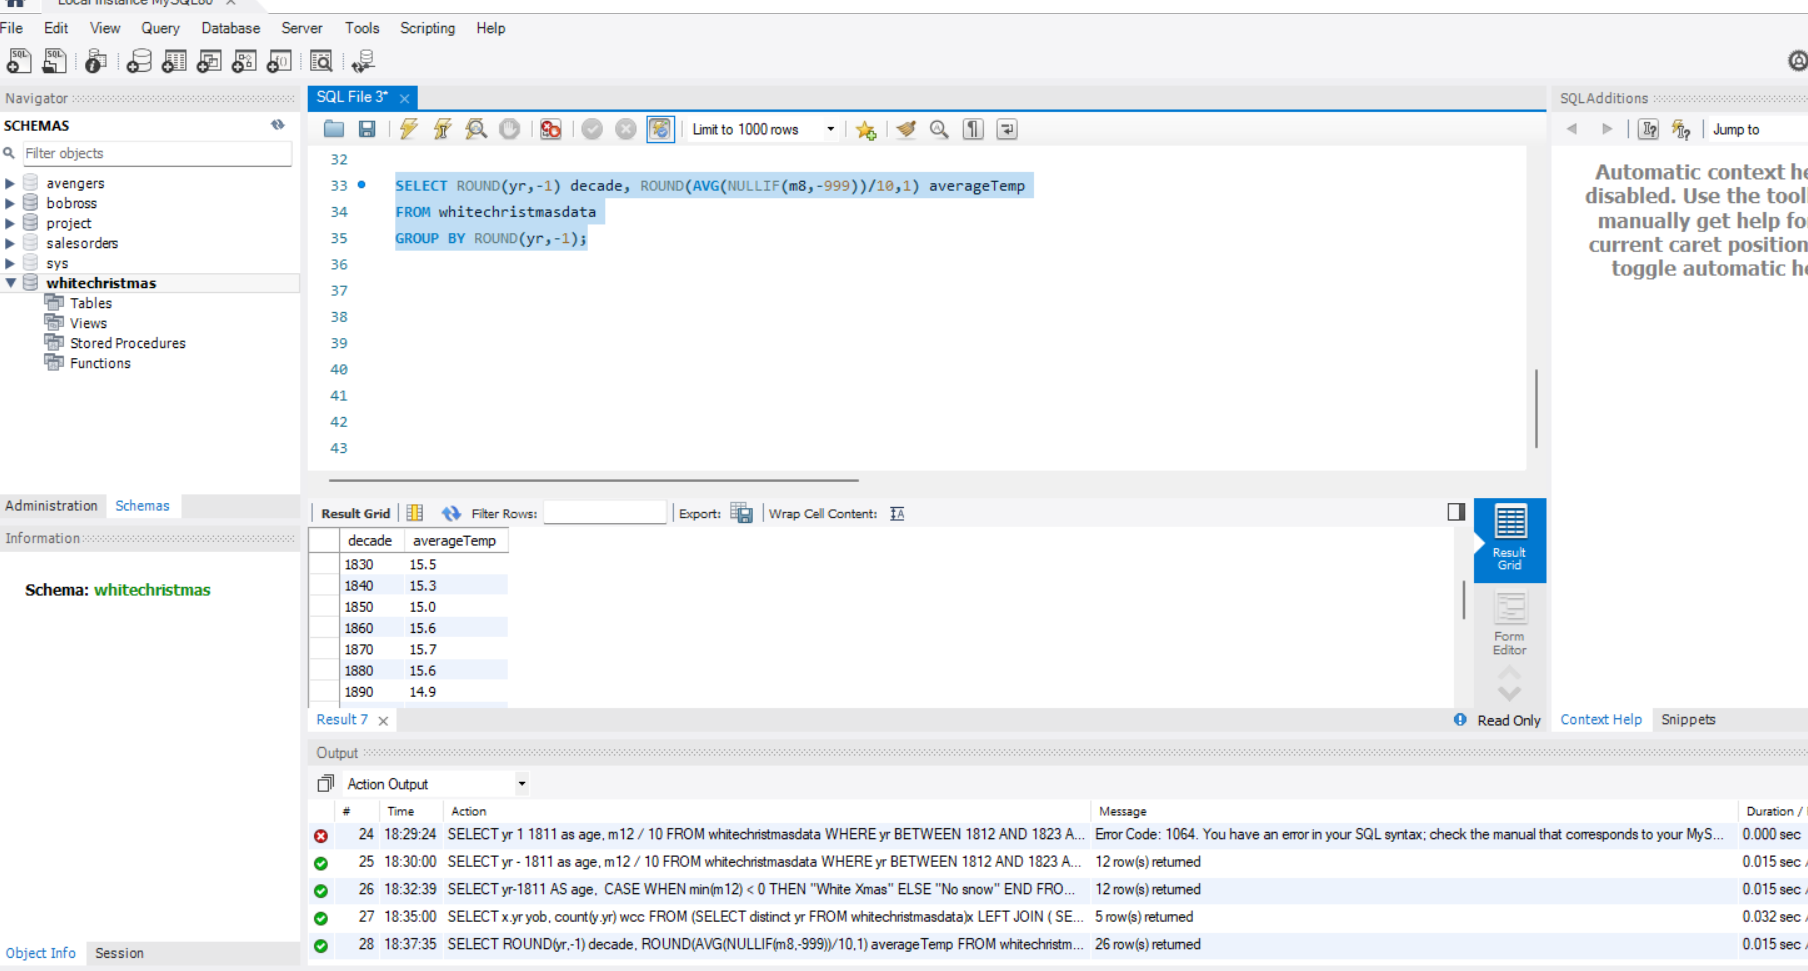 Local instance MySQL80
File Edit View Query Database Server Tools Scripting Help
Navigator
SCHEMAS
Filter objects
avengers
bobross
project
salesorders
sys
whitechristmas
Tables
Views
Stored Procedures
Functions
Administration Schemas
Information
Schema: whitechristmas
Object Info Session
SQL File 3*
Limit to 1000 rows
32
33 SELECT ROUND(yr,-1) decade, ROUND(AVG(NULLIF(m8,-999))/10,1) averageTemp
34 FROM whitechristmasdata
35 GROUP BY ROUND(yr,-1);
36
37
38
39
40
41
42
43
Result Grid Filter Rows: Export: Wrap Cell Content:
decade averageTemp
1830 15.5
1840 15.3
1850 15.0
1860 15.6
1870 15.7
1880 15.6
1890 14.9
Result Grid
Form Editor
Result 7
Read Only
SQLAdditions
Jump to
Automatic context he
disabled. Use the tool
manually get help fo
current caret position
toggle automatic he
Context Help Snippets
Output
Action Output
# Time Action Message Duration /
24 18:29:24 SELECT yr 1 1811 as age, m12 / 10 FROM whitechristmasdata WHERE yr BETWEEN 1812 AND 1823 A... Error Code: 1064. You have an error in your SQL syntax; check the manual that corresponds to your MyS... 0.000 sec
25 18:30:00 SELECT yr - 1811 as age, m12 / 10 FROM whitechristmasdata WHERE yr BETWEEN 1812 AND 1823 A... 12 row(s) returned 0.015 sec /
26 18:32:39 SELECT yr-1811 AS age, CASE WHEN min(m12) < 0 THEN "White Xmas" ELSE "No snow" END FRO... 12 row(s) returned 0.015 sec /
27 18:35:00 SELECT x.yr yob, count(y.yr) wcc FROM (SELECT distinct yr FROM whitechristmasdata)x LEFT JOIN ( SE... 5 row(s) returned 0.032 sec /
28 18:37:35 SELECT ROUND(yr,-1) decade, ROUND(AVG(NULLIF(m8,-999))/10,1) averageTemp FROM whitechristm... 26 row(s) returned 0.015 sec /